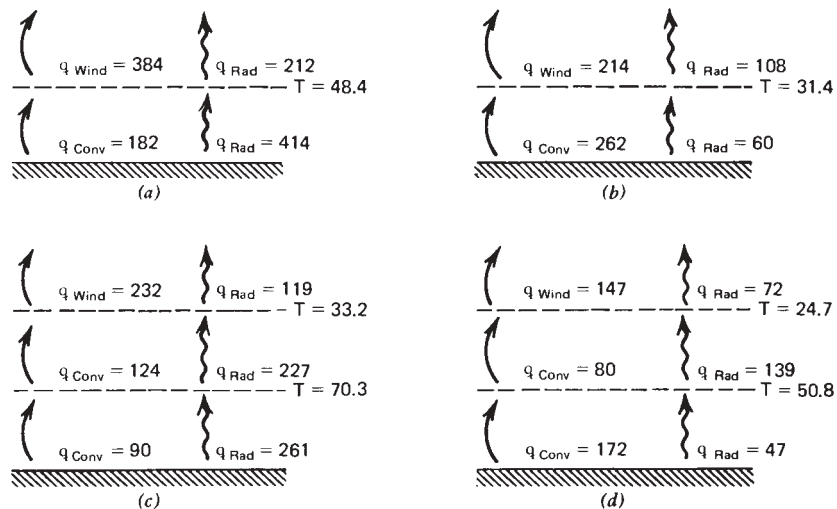 q Wind = 384
q Rad = 212
T = 48.4
q Conv = 182
q Rad = 414
(a)
q Wind = 214
q Rad = 108
T = 31.4
q Conv = 262
q Rad = 60
(b)
q Wind = 232
q Rad = 119
T = 33.2
q Conv = 124
q Rad = 227
T = 70.3
q Conv = 90
q Rad = 261
(c)
q Wind = 147
q Rad = 72
T = 24.7
q Conv = 80
q Rad = 139
T = 50.8
q Conv = 172
q Rad = 47
(d)